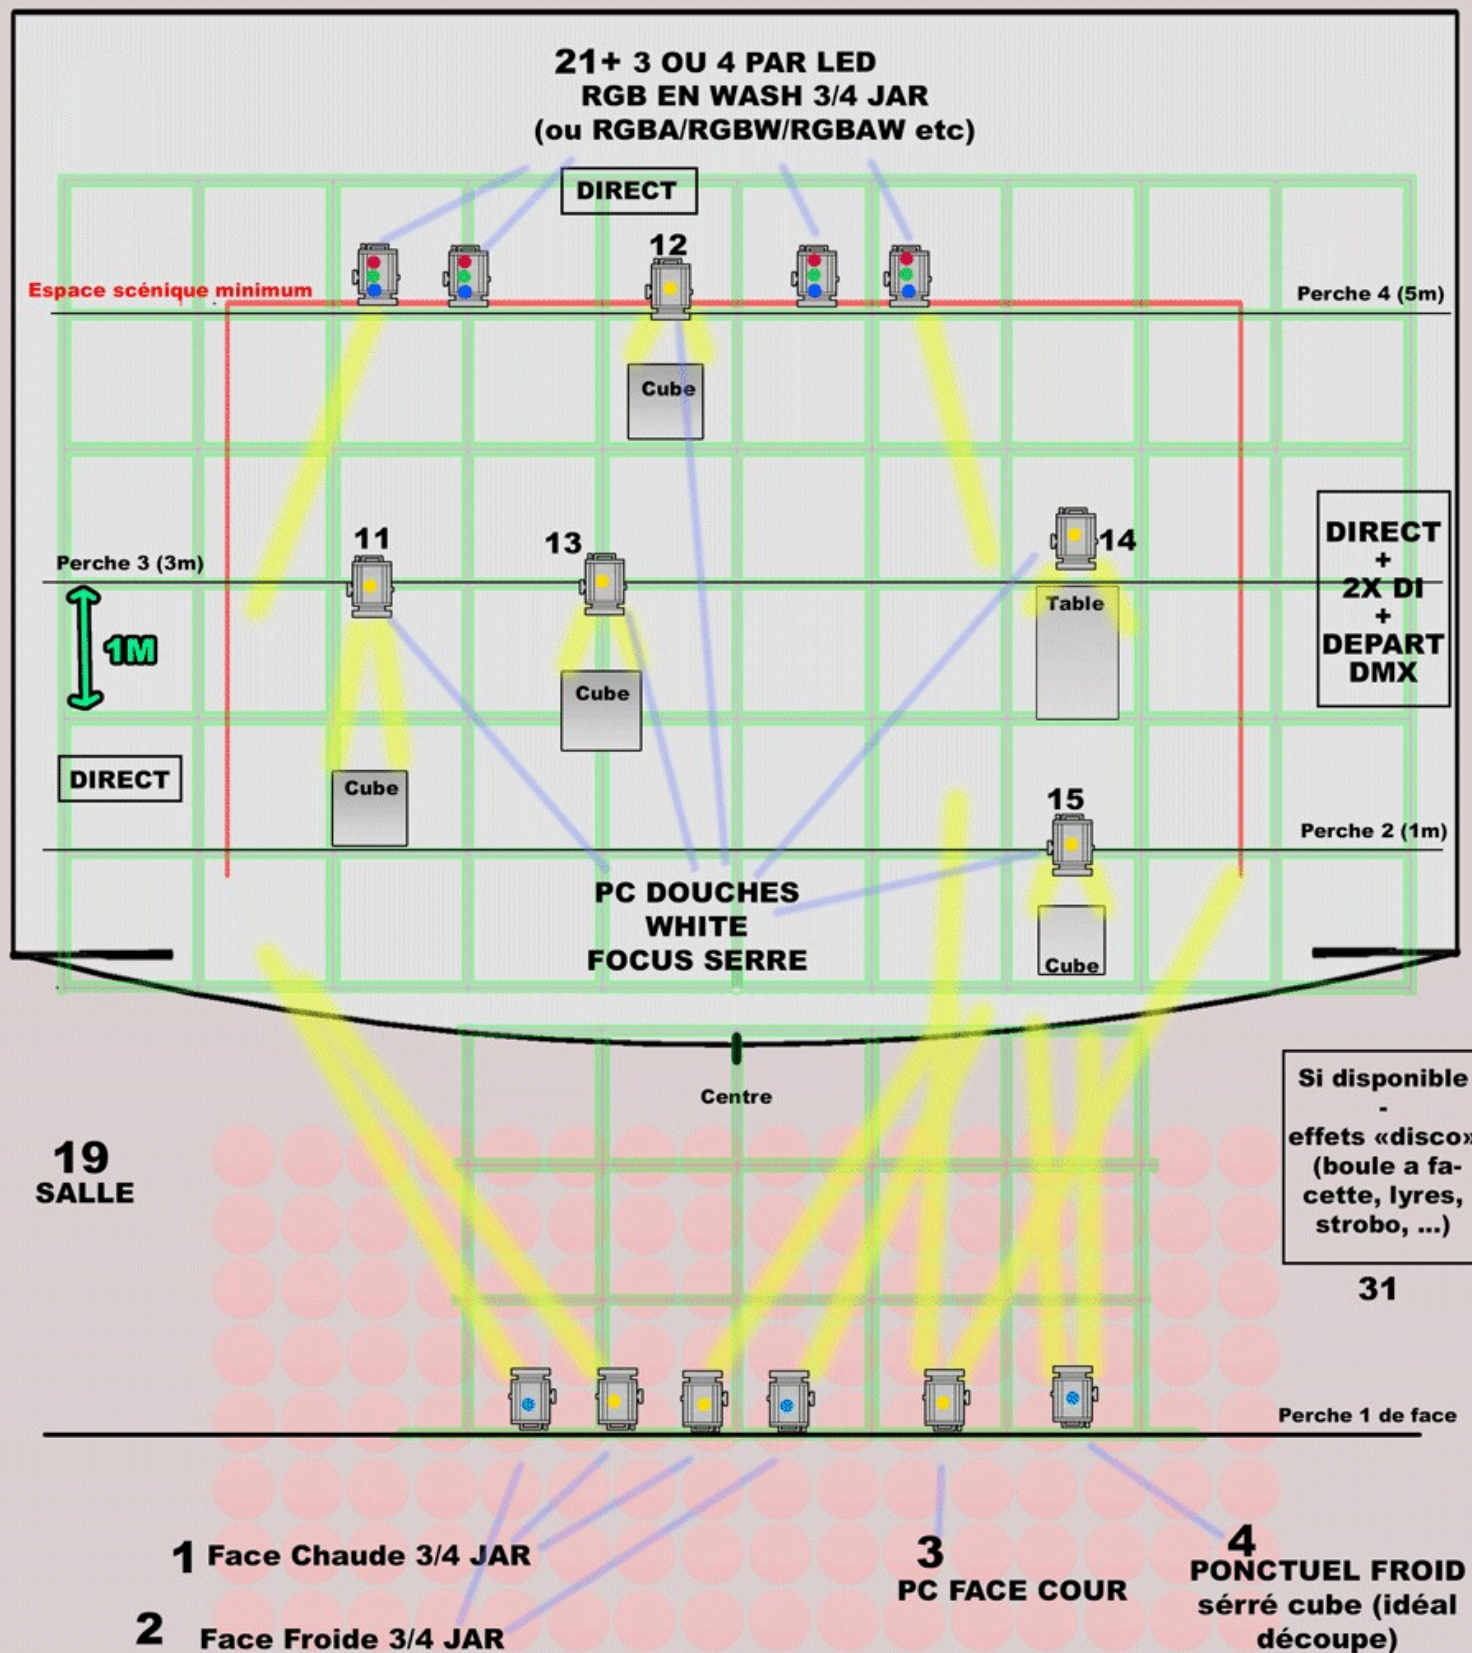 21+ 3 OU 4 PAR LED
RGB EN WASH 3/4 JAR
(ou RGBA/RGBW/RGBAW etc)
DIRECT
12
Espace scénique minimum
Perche 4 (5m)
Cube
11
13
14
DIRECT
+
2X DI
+
DEPART
DMX
Perche 3 (3m)
Table
1M
Cube
DIRECT
Cube
15
Perche 2 (1m)
PC DOUCHES
WHITE
FOCUS SERRE
Cube
Centre
Si disponible
-
effets «disco»
(boule a fa-
cette, lyres,
strobo, ...)
31
19
SALLE
Perche 1 de face
1 Face Chaude 3/4 JAR
2 Face Froide 3/4 JAR
3
PC FACE COUR
4
PONCTUEL FROID
sérré cube (idéal
découpe)